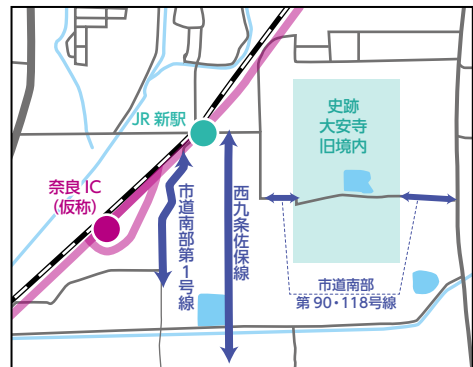 JR 新駅
史跡
大安寺
旧境内
奈良 IC
(仮称)
市道南部第1号線
西九条佐保線
市道南部
第 90・118号線